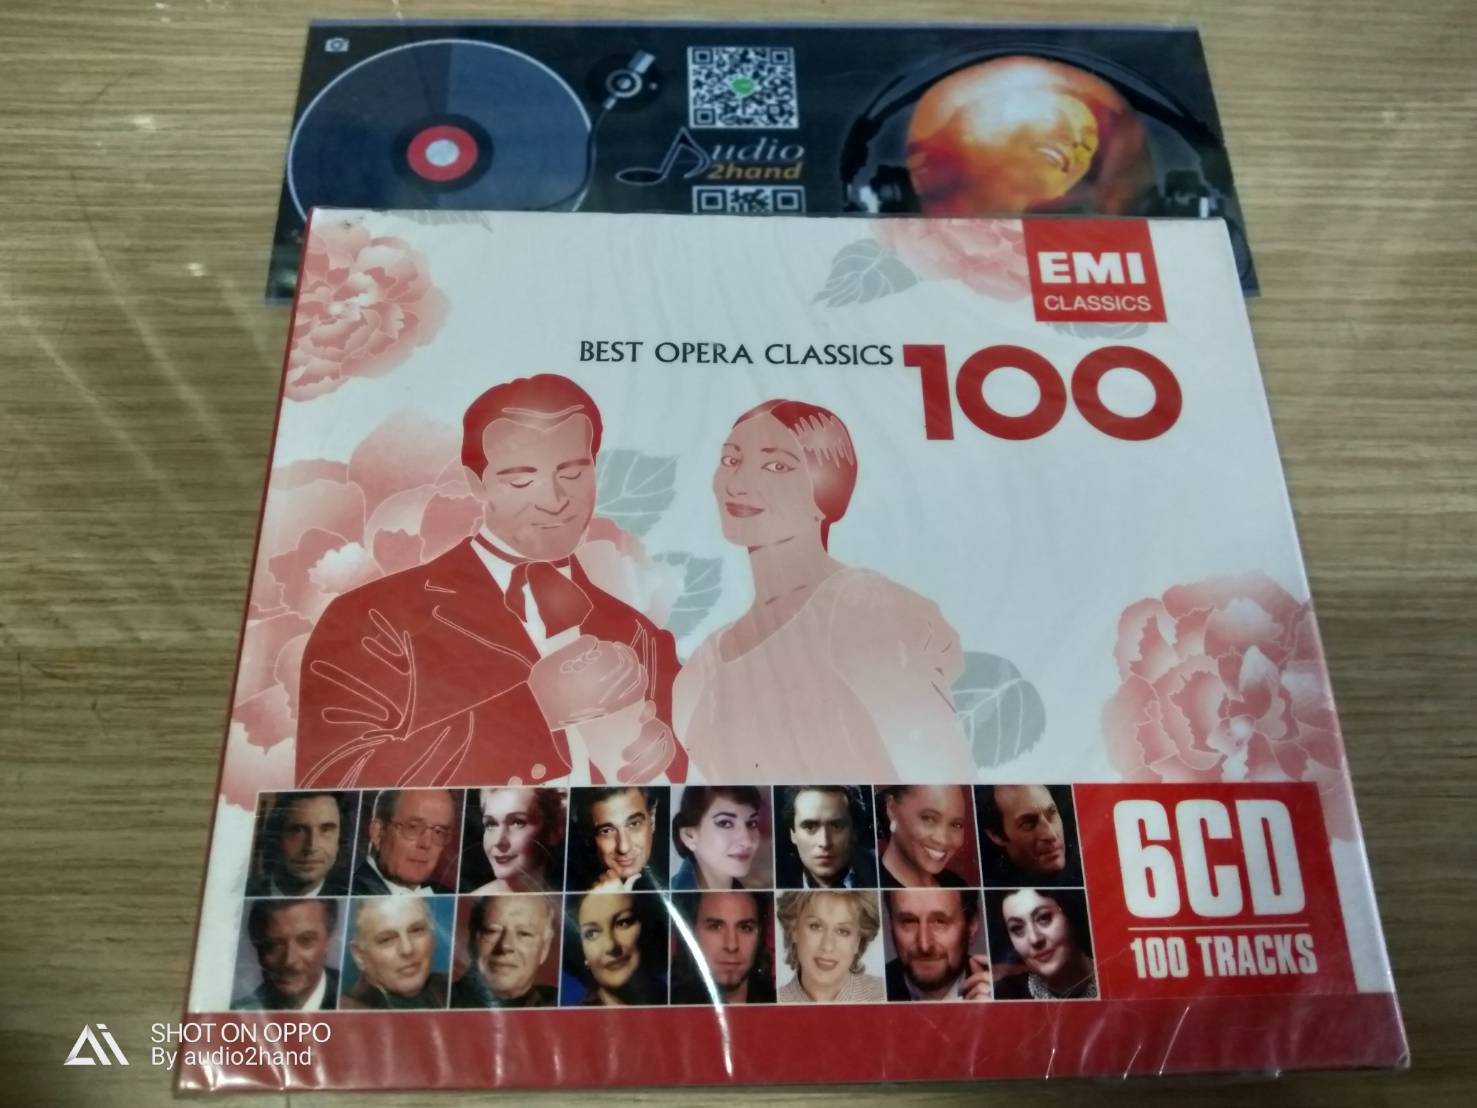 Audio
2hand
EMI
CLASSICS
BEST OPERA CLASSICS 100
6CD
100 TRACKS
SHOT ON OPPO
By audio2hand